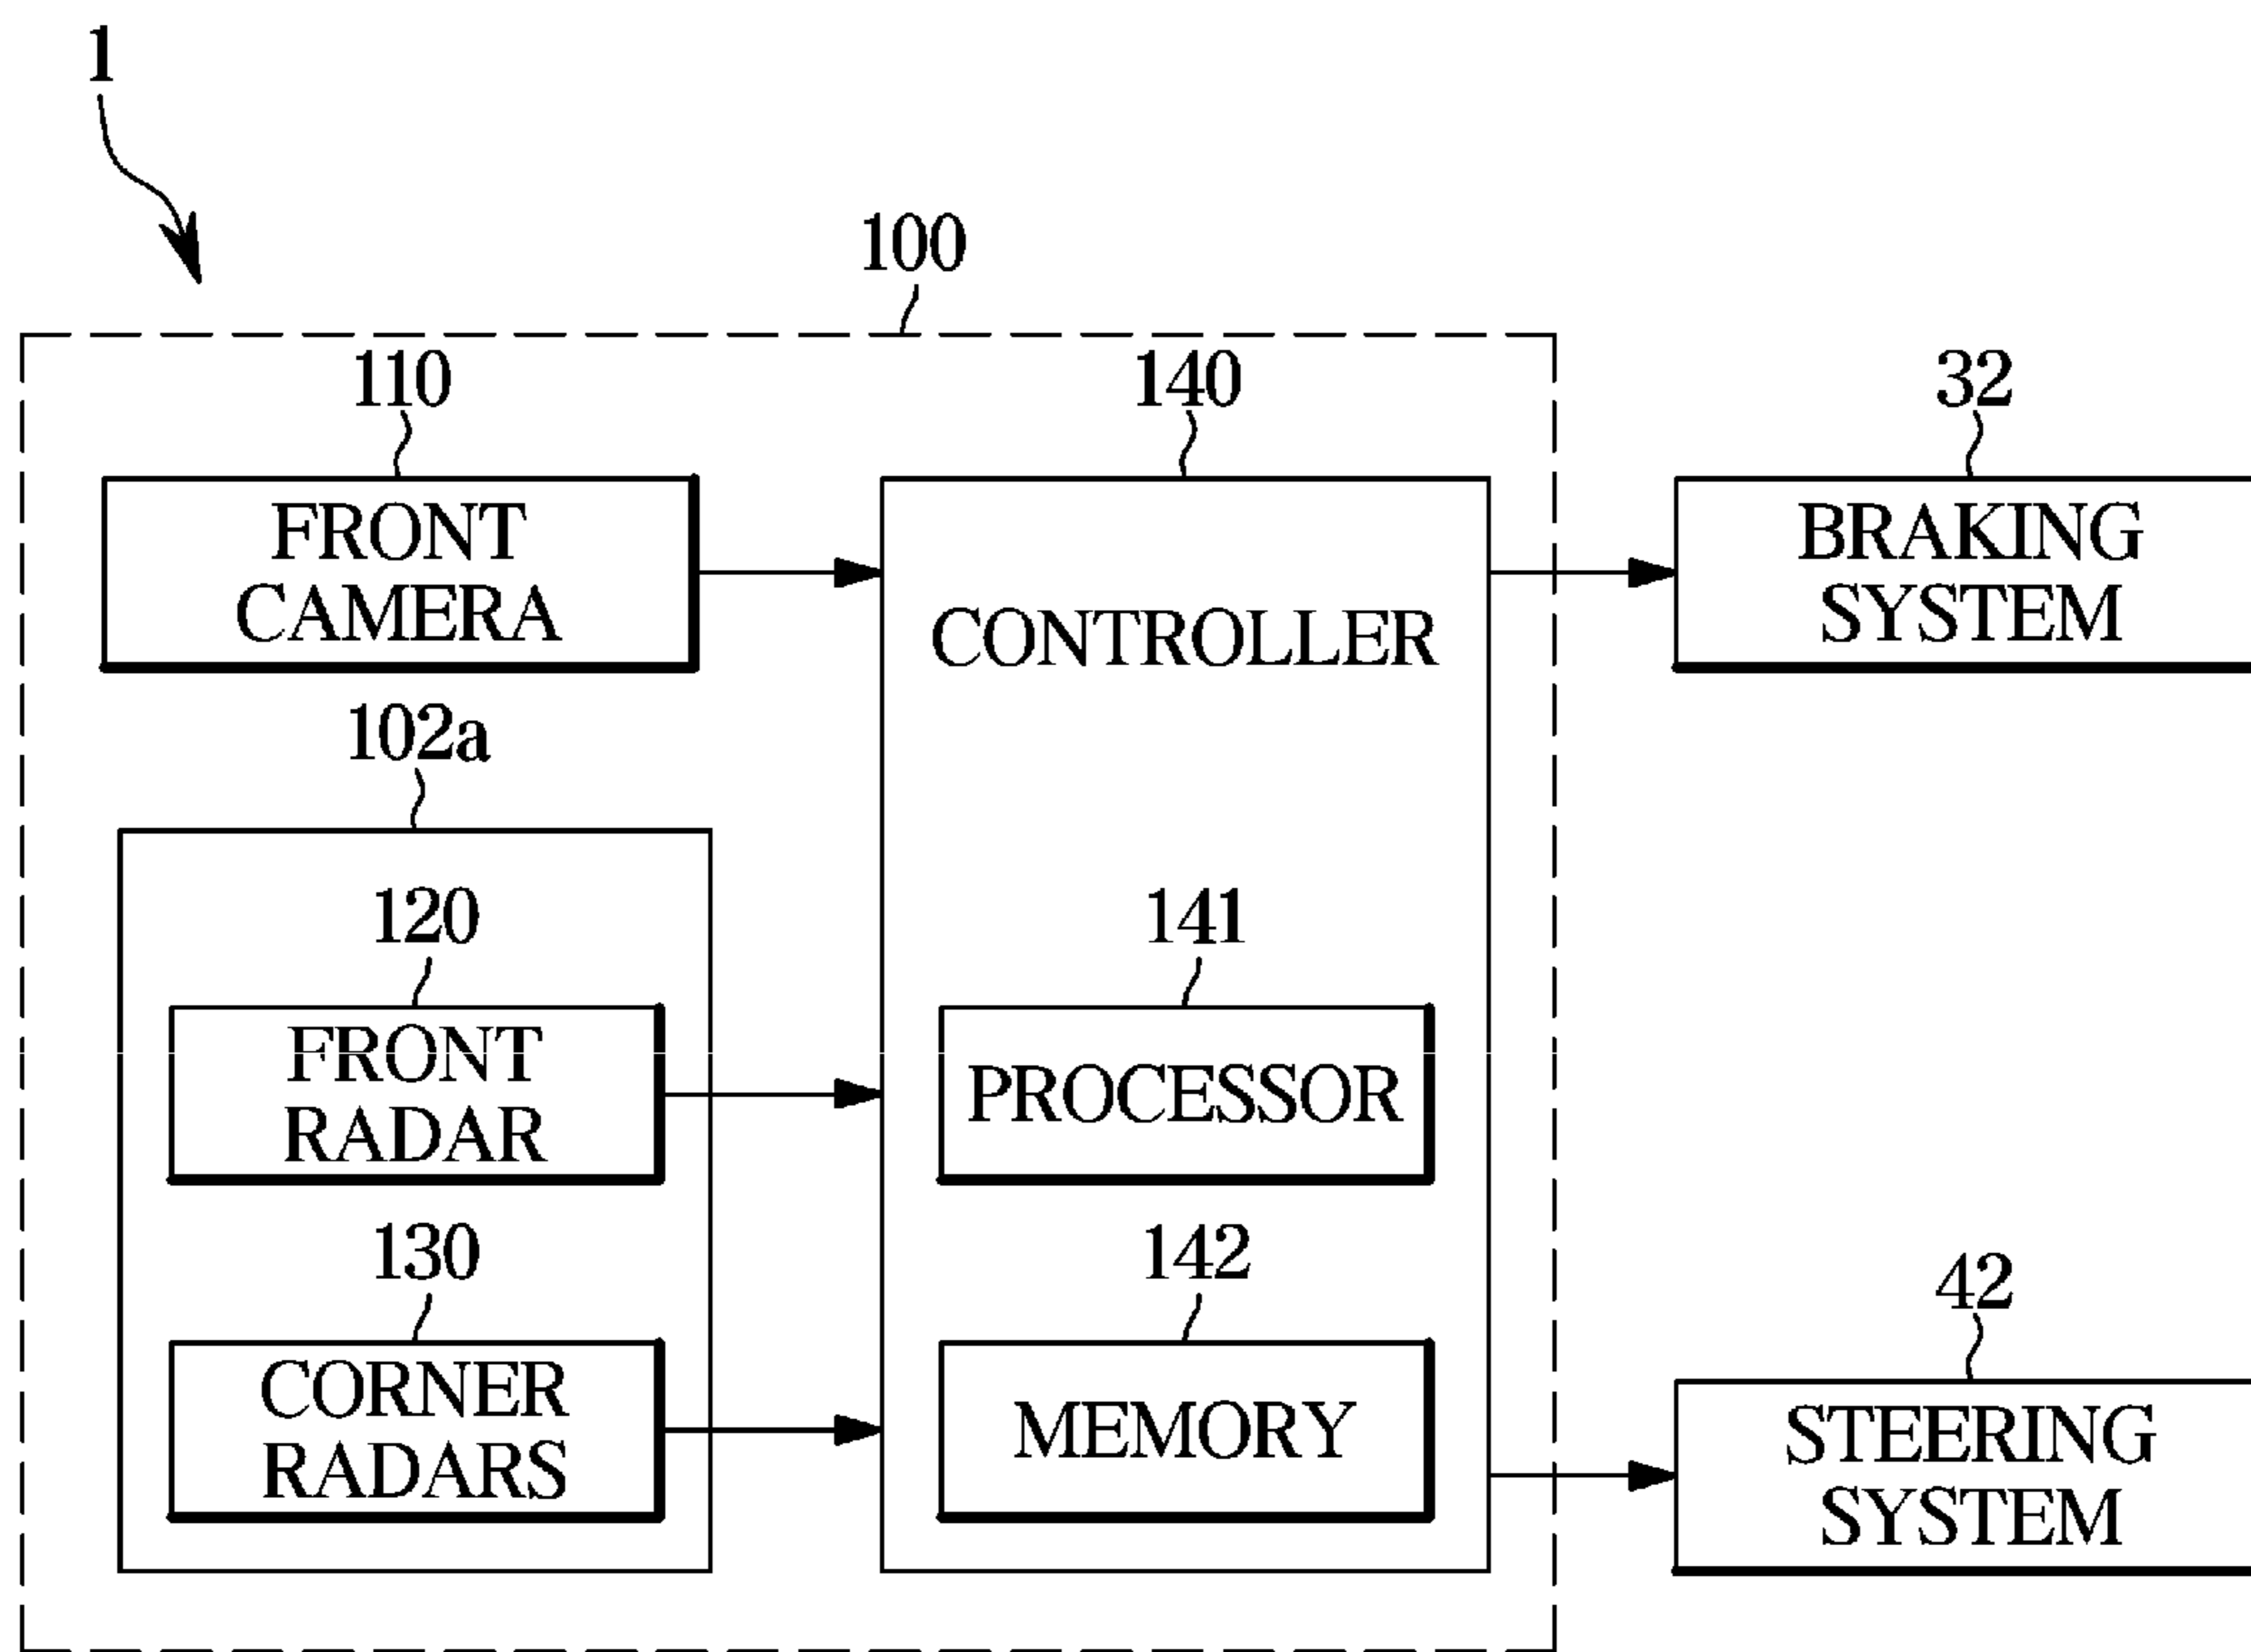 1
100
110
140
32
FRONT
CAMERA
CONTROLLER
BRAKING
SYSTEM
102a
120
141
FRONT
RADAR
PROCESSOR
130
142
42
CORNER
RADARS
MEMORY
STEERING
SYSTEM